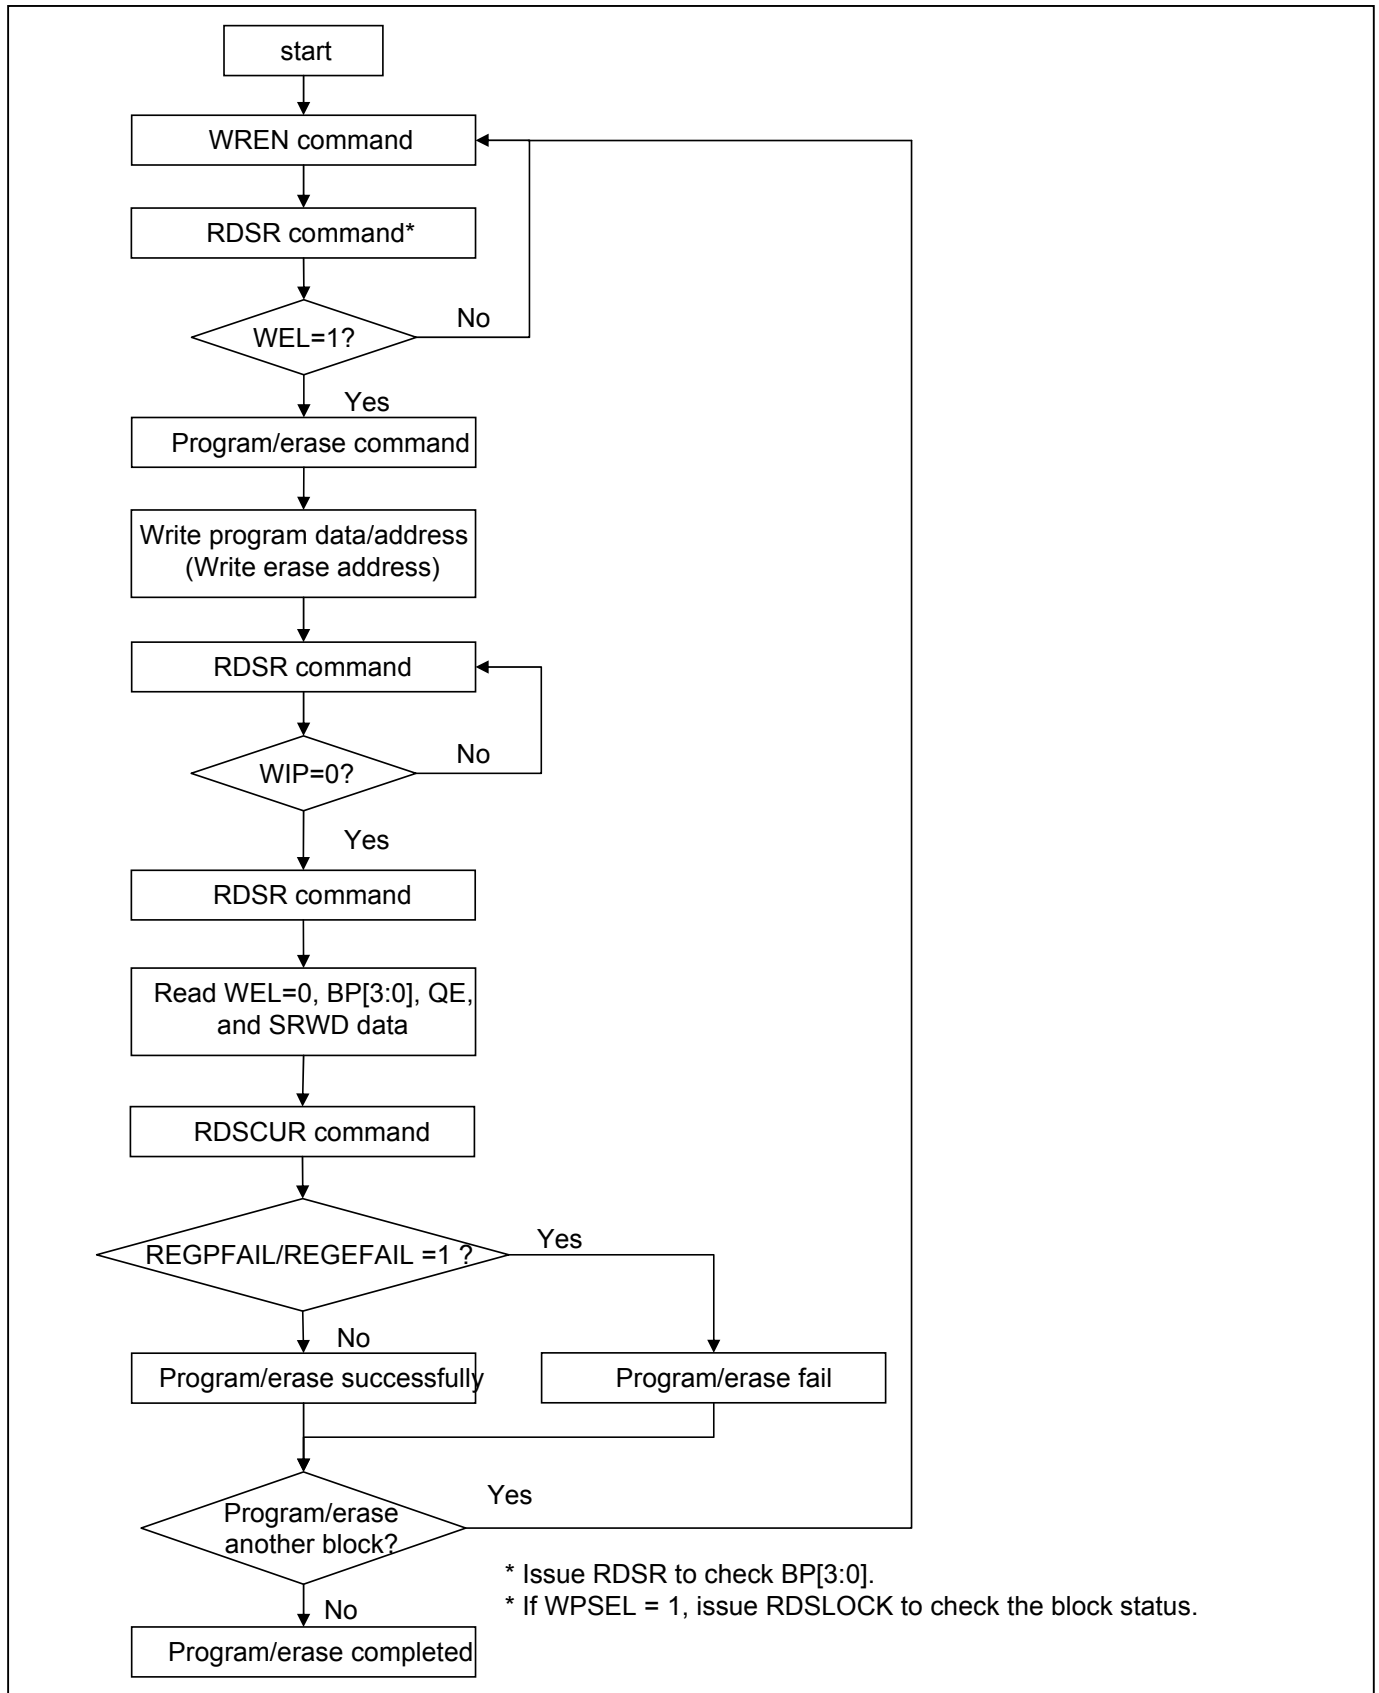 start
WREN command
RDSR command*
WEL=1?
No
Yes
Program/erase command
Write program data/address
(Write erase address)
RDSR command
WIP=0?
No
Yes
RDSR command
Read WEL=0, BP[3:0], QE,
and SRWD data
RDSCUR command
REGPFAIL/REGEFAIL =1 ?
Yes
No
Program/erase successfully
Program/erase fail
Program/erase
another block?
Yes
* Issue RDSR to check BP[3:0].
* If WPSEL = 1, issue RDSLOCK to check the block status.
No
Program/erase completed